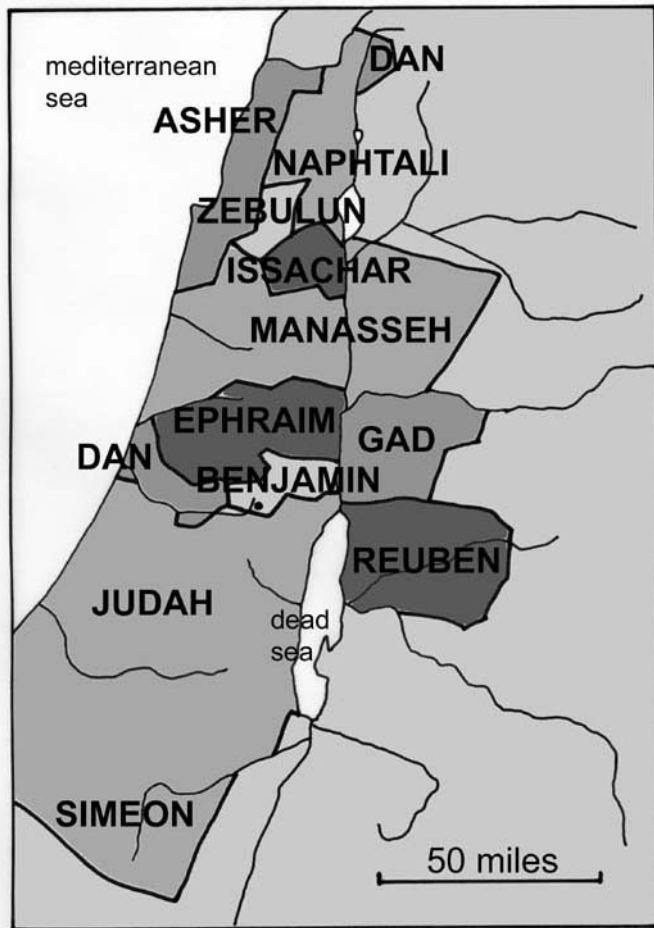 mediterranean
sea
DAN
ASHER
NAPHTALI
ZEBULUN
ISSACHAR
MANASSEH
EPHRAIM
GAD
DAN
BENJAMIN
REUBEN
JUDAH
dead
sea
SIMEON
50 miles